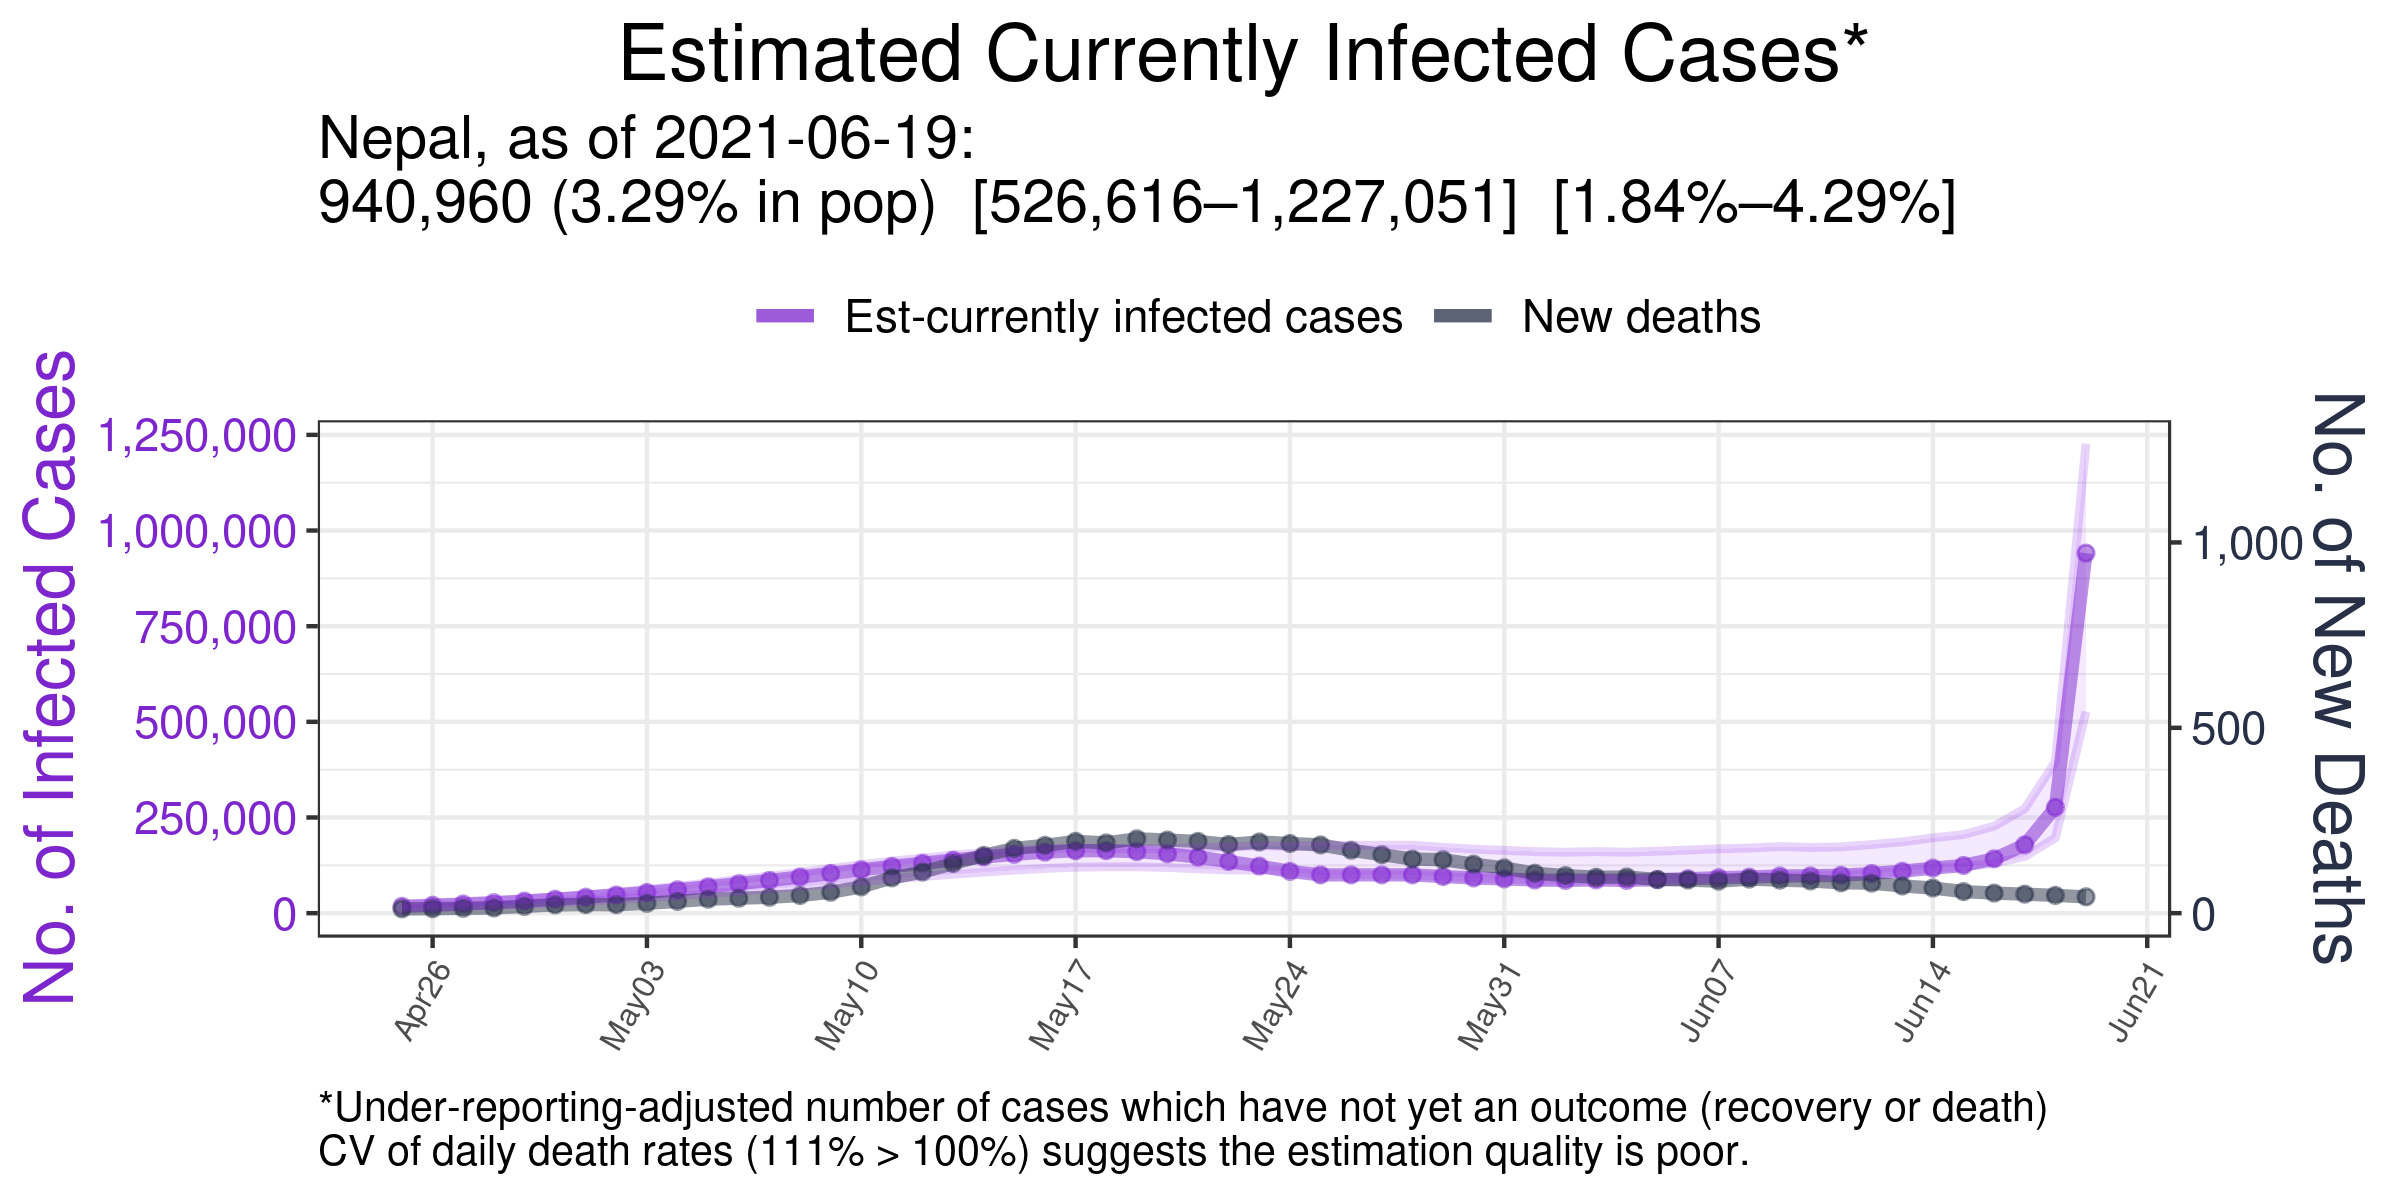 Estimated Currently Infected Cases*
Nepal, as of 2021-06-19:
940,960 (3.29% in pop)  [526,616–1,227,051]  [1.84%–4.29%]
Est-currently infected cases
New deaths
No. of Infected Cases
1,250,000
1,000,000
750,000
500,000
250,000
0
No. of New Deaths
1,000
500
0
Apr26
May03
May10
May17
May24
May31
Jun07
Jun14
Jun21
*Under-reporting-adjusted number of cases which have not yet an outcome (recovery or death)
CV of daily death rates (111% > 100%) suggests the estimation quality is poor.